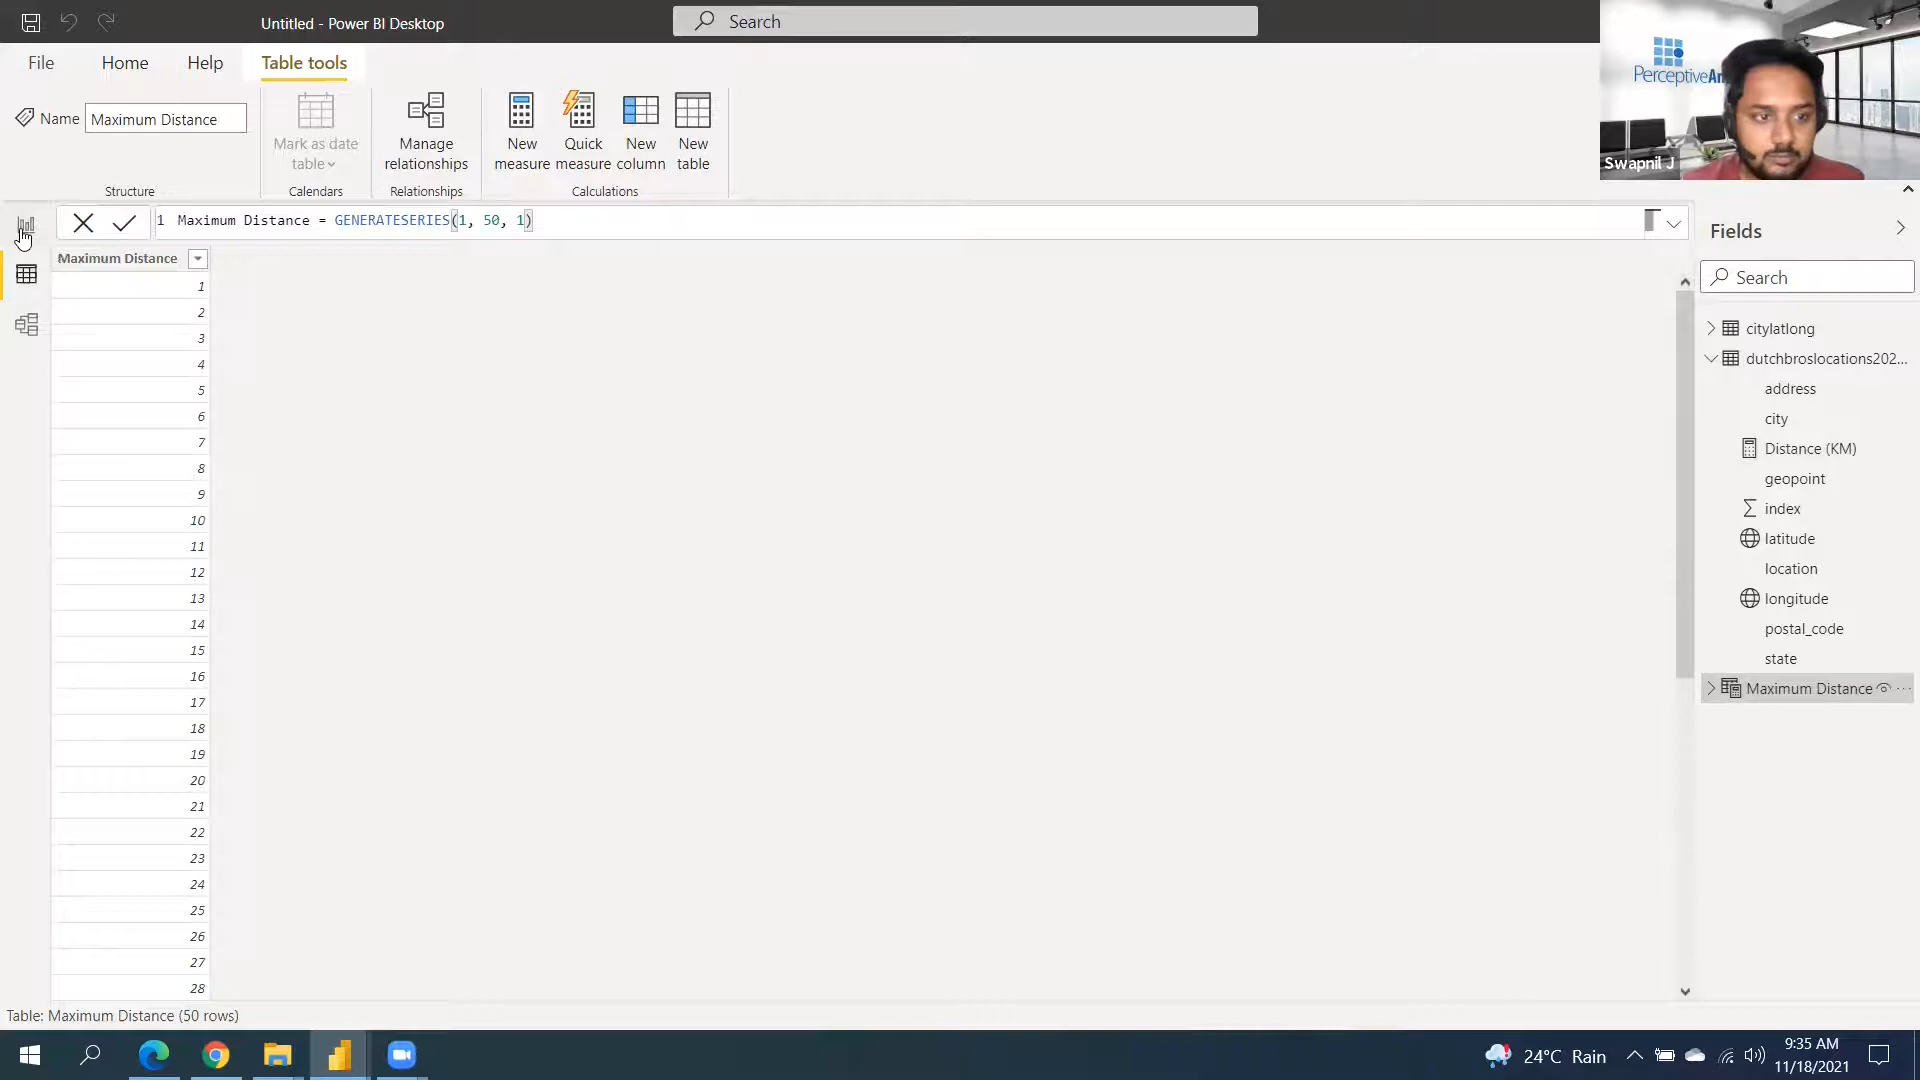 Untitled - Power BI Desktop
Search
File
Home
Help
Table tools
Name
Maximum Distance
Mark as date
table
Manage
relationships
New
measure
Quick
measure
New
column
New
table
Structure
Calendars
Relationships
Calculations
Swapnil J
1 Maximum Distance = GENERATESERIES(1, 50, 1)
Maximum Distance
1
2
3
4
5
6
7
8
9
10
11
12
13
14
15
16
17
18
19
20
21
22
23
24
25
26
27
28
Fields
Search
citylatlong
dutchbroslocations202...
address
city
Distance (KM)
geopoint
index
latitude
location
longitude
postal_code
state
Maximum Distance
Table: Maximum Distance (50 rows)
24°C Rain
9:35 AM
11/18/2021